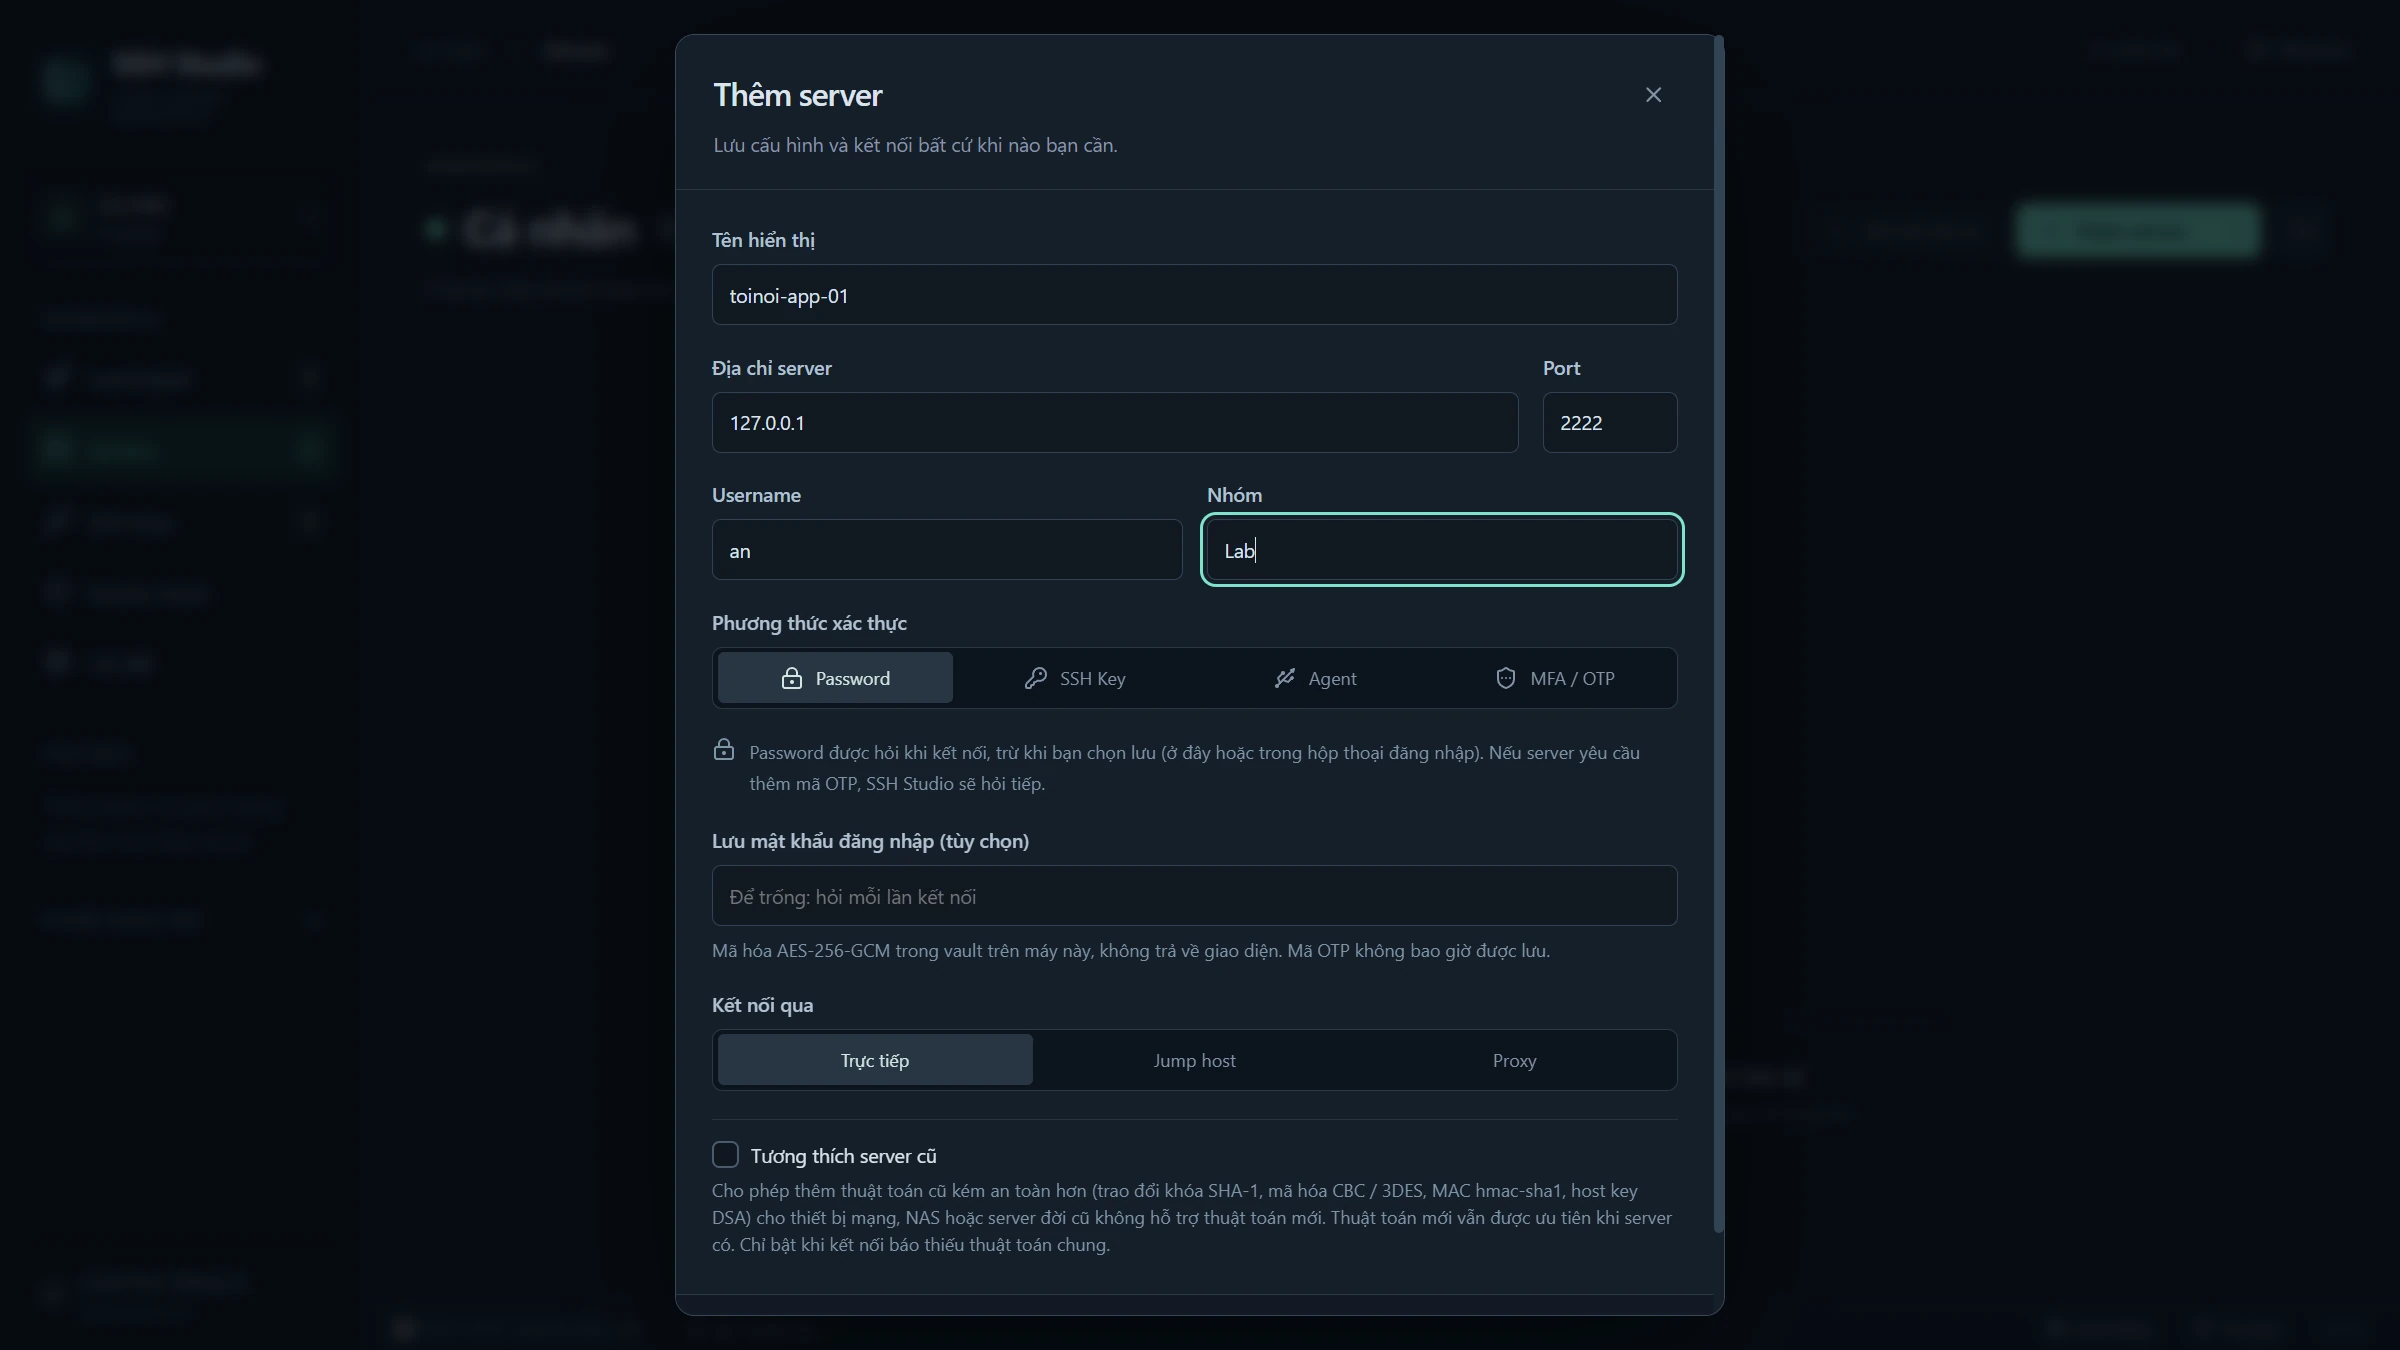 Thêm server
Lưu cấu hình và kết nối bất cứ khi nào bạn cần.
Tên hiển thị
toinoi-app-01
Địa chỉ server
Port
127.0.0.1
2222
Username
Nhóm
an
Lab
Phương thức xác thực
Password
SSH Key
Agent
MFA / OTP
Password được hỏi khi kết nối, trừ khi bạn chọn lưu (ở đây hoặc trong hộp thoại đăng nhập). Nếu server yêu cầu
thêm mã OTP, SSH Studio sẽ hỏi tiếp.
Lưu mật khẩu đăng nhập (tùy chọn)
Để trống: hỏi mỗi lần kết nối
Mã hóa AES-256-GCM trong vault trên máy này, không trả về giao diện. Mã OTP không bao giờ được lưu.
Kết nối qua
Trực tiếp
Jump host
Proxy
Tương thích server cũ
Cho phép thêm thuật toán cũ kém an toàn hơn (trao đổi khóa SHA-1, mã hóa CBC / 3DES, MAC hmac-sha1, host key
DSA) cho thiết bị mạng, NAS hoặc server đời cũ không hỗ trợ thuật toán mới. Thuật toán mới vẫn được ưu tiên khi server
có. Chỉ bật khi kết nối báo thiếu thuật toán chung.
SSH Studio
Cá nhân